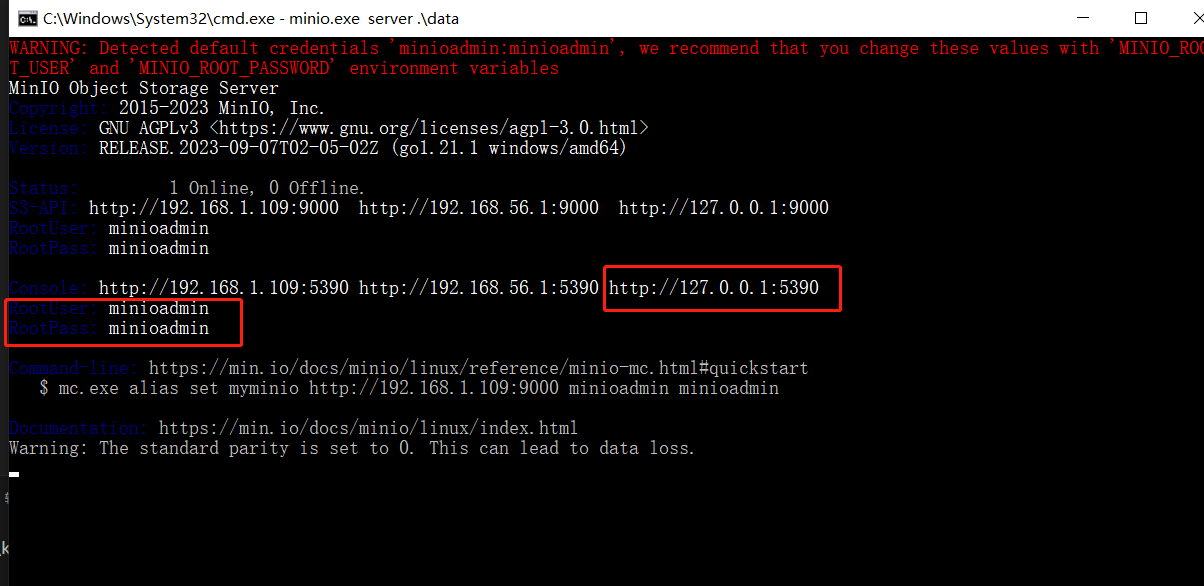 C:\Windows\System32\cmd.exe - minio.exe  server .\data
WARNING: Detected default credentials 'minioadmin:minioadmin', we recommend that you change these values with 'MINIO_ROO
T_USER' and 'MINIO_ROOT_PASSWORD' environment variables
MinIO Object Storage Server
Copyright: 2015-2023 MinIO, Inc.
License: GNU AGPLv3 <https://www.gnu.org/licenses/agpl-3.0.html>
Version: RELEASE.2023-09-07T02-05-02Z (go1.21.1 windows/amd64)
Status:         1 Online, 0 Offline.
S3-API: http://192.168.1.109:9000  http://192.168.56.1:9000  http://127.0.0.1:9000
RootUser: minioadmin
RootPass: minioadmin
Console: http://192.168.1.109:5390 http://192.168.56.1:5390 http://127.0.0.1:5390
RootUser: minioadmin
RootPass: minioadmin
Command-line: https://min.io/docs/minio/linux/reference/minio-mc.html#quickstart
   $ mc.exe alias set myminio http://192.168.1.109:9000 minioadmin minioadmin
Documentation: https://min.io/docs/minio/linux/index.html
Warning: The standard parity is set to 0. This can lead to data loss.